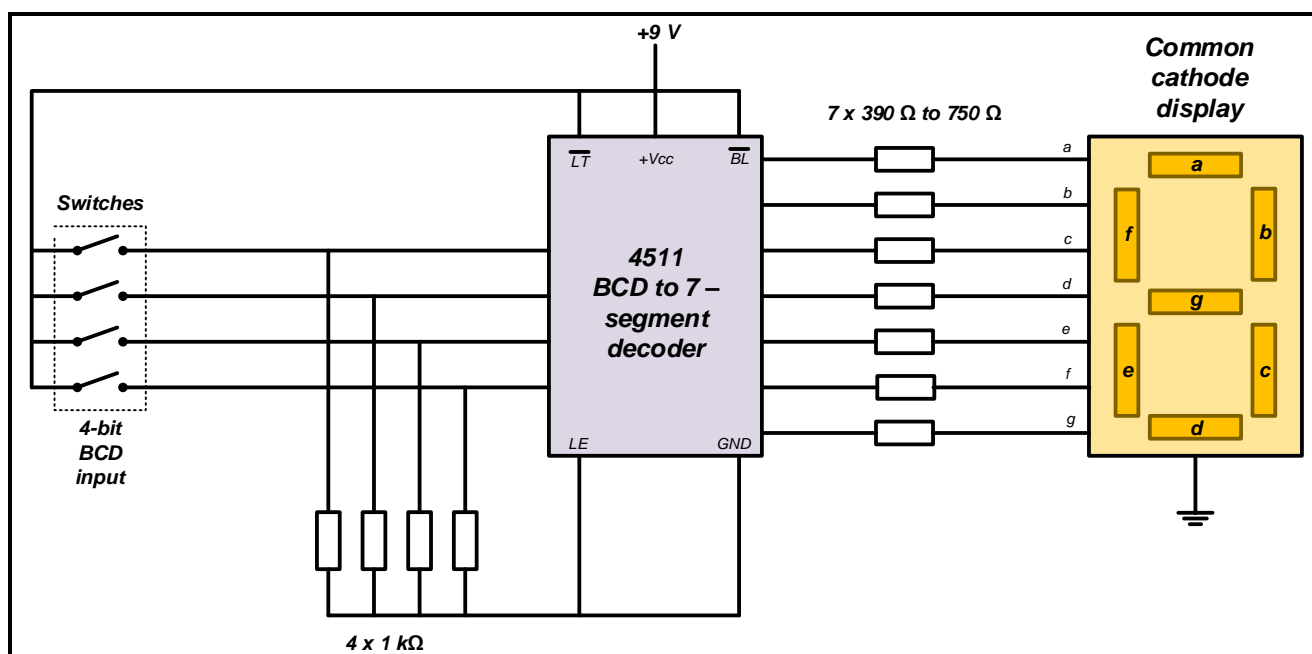 +9 V
Common
cathode
display
7 x 390 Ω to 750 Ω
LT
+Vcc
BL
a
b
c
d
e
f
g
a
f
b
g
e
c
d
Switches
4-bit
BCD
input
4511
BCD to 7 –
segment
decoder
LE
GND
4 x 1 kΩ